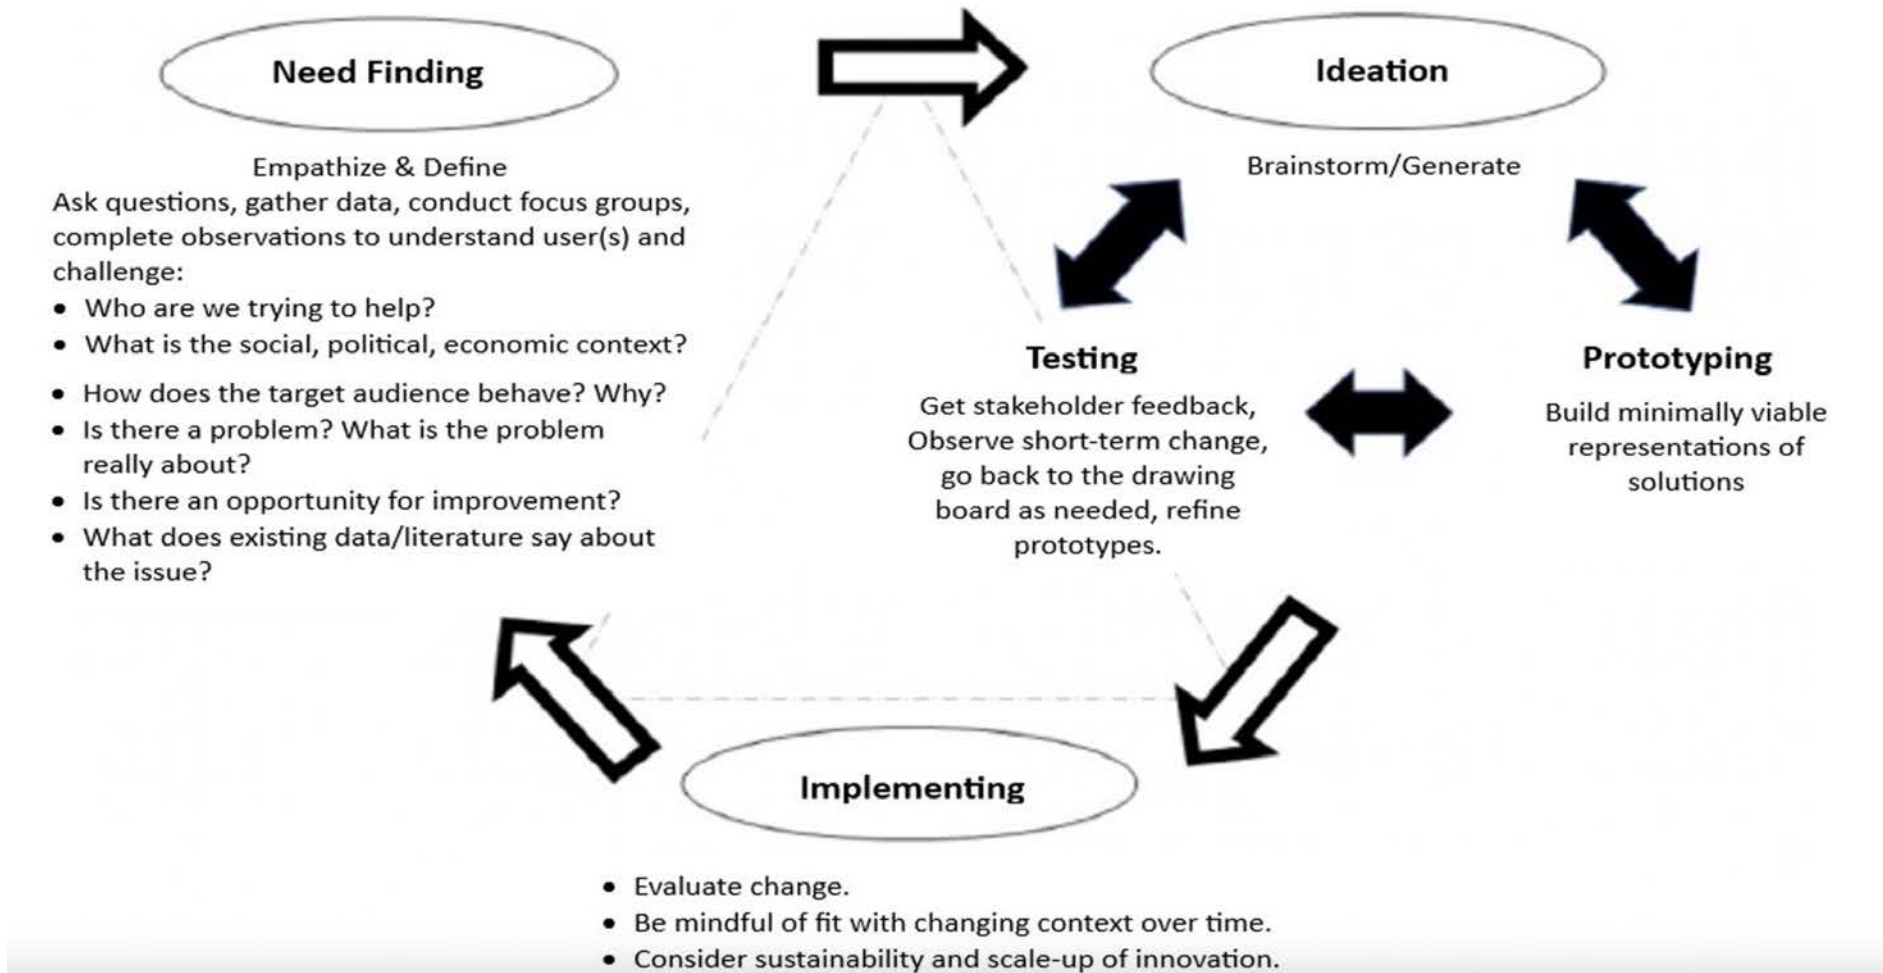 Need Finding
Empathize & Define
Ask questions, gather data, conduct focus groups,
complete observations to understand user(s) and
challenge:
• Who are we trying to help?
• What is the social, political, economic context?
• How does the target audience behave? Why?
• Is there a problem? What is the problem
really about?
• Is there an opportunity for improvement?
• What does existing data/literature say about
the issue?
Ideation
Brainstorm/Generate
Testing
Get stakeholder feedback,
Observe short-term change,
go back to the drawing
board as needed, refine
prototypes.
Prototyping
Build minimally viable
representations of
solutions
Implementing
• Evaluate change.
• Be mindful of fit with changing context over time.
• Consider sustainability and scale-up of innovation.